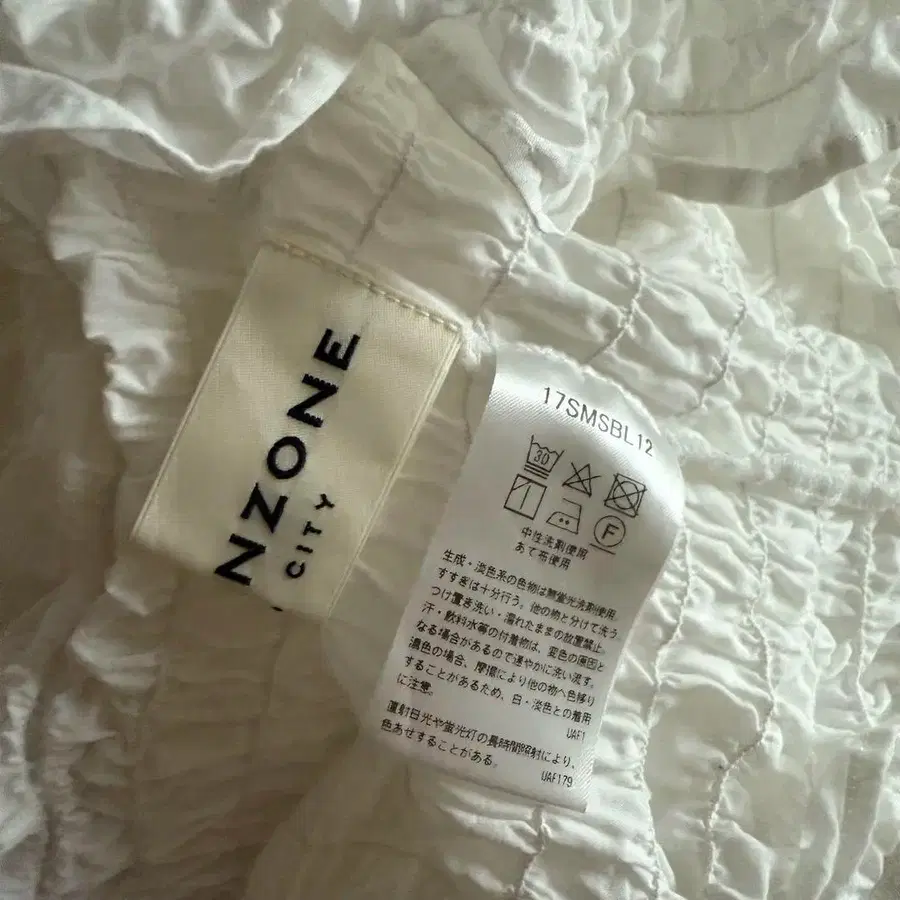 NZONE
CITY
17SMSBL12
30
F
中性洗剤使用
あて布使用
生成・淡色系の色物は無蛍光洗剤使用。
すすぎは十分行う。他の物と分けて洗う。
つけ置き洗い・濡れたままの放置禁止。
汗・飲料水等の付着物は、変色の原因と
なる場合があるので速やかに洗い流す。
濃色の場合、摩擦により他の物へ色移り
することがあるため、白・淡色との着用
に注意。
UAF1
直射日光や蛍光灯の長時間照射により、
色あせすることがある。
UAF179